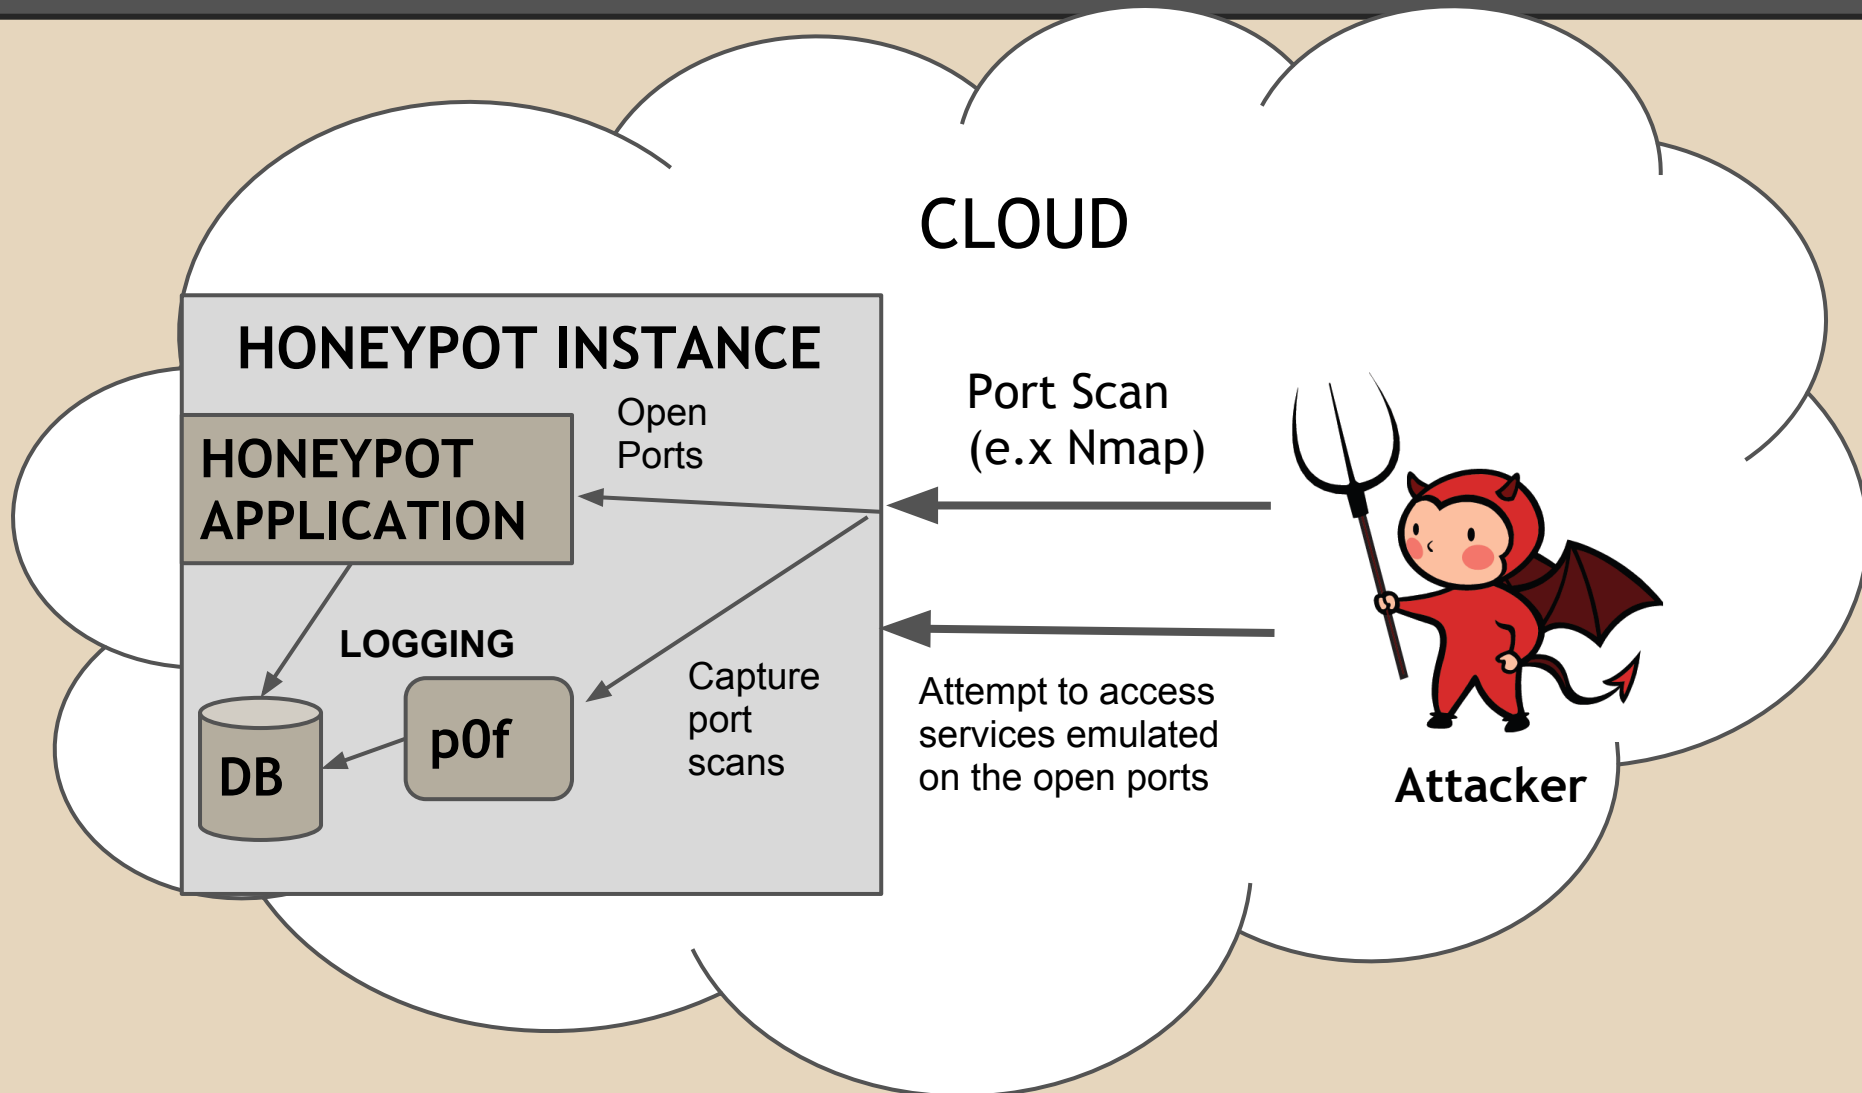 CLOUD
HONEYPOT INSTANCE
Open
Ports
HONEYPOT
APPLICATION
Port Scan
(e.x Nmap)
LOGGING
DB
p0f
Capture
port
scans
Attempt to access
services emulated
on the open ports
Attacker